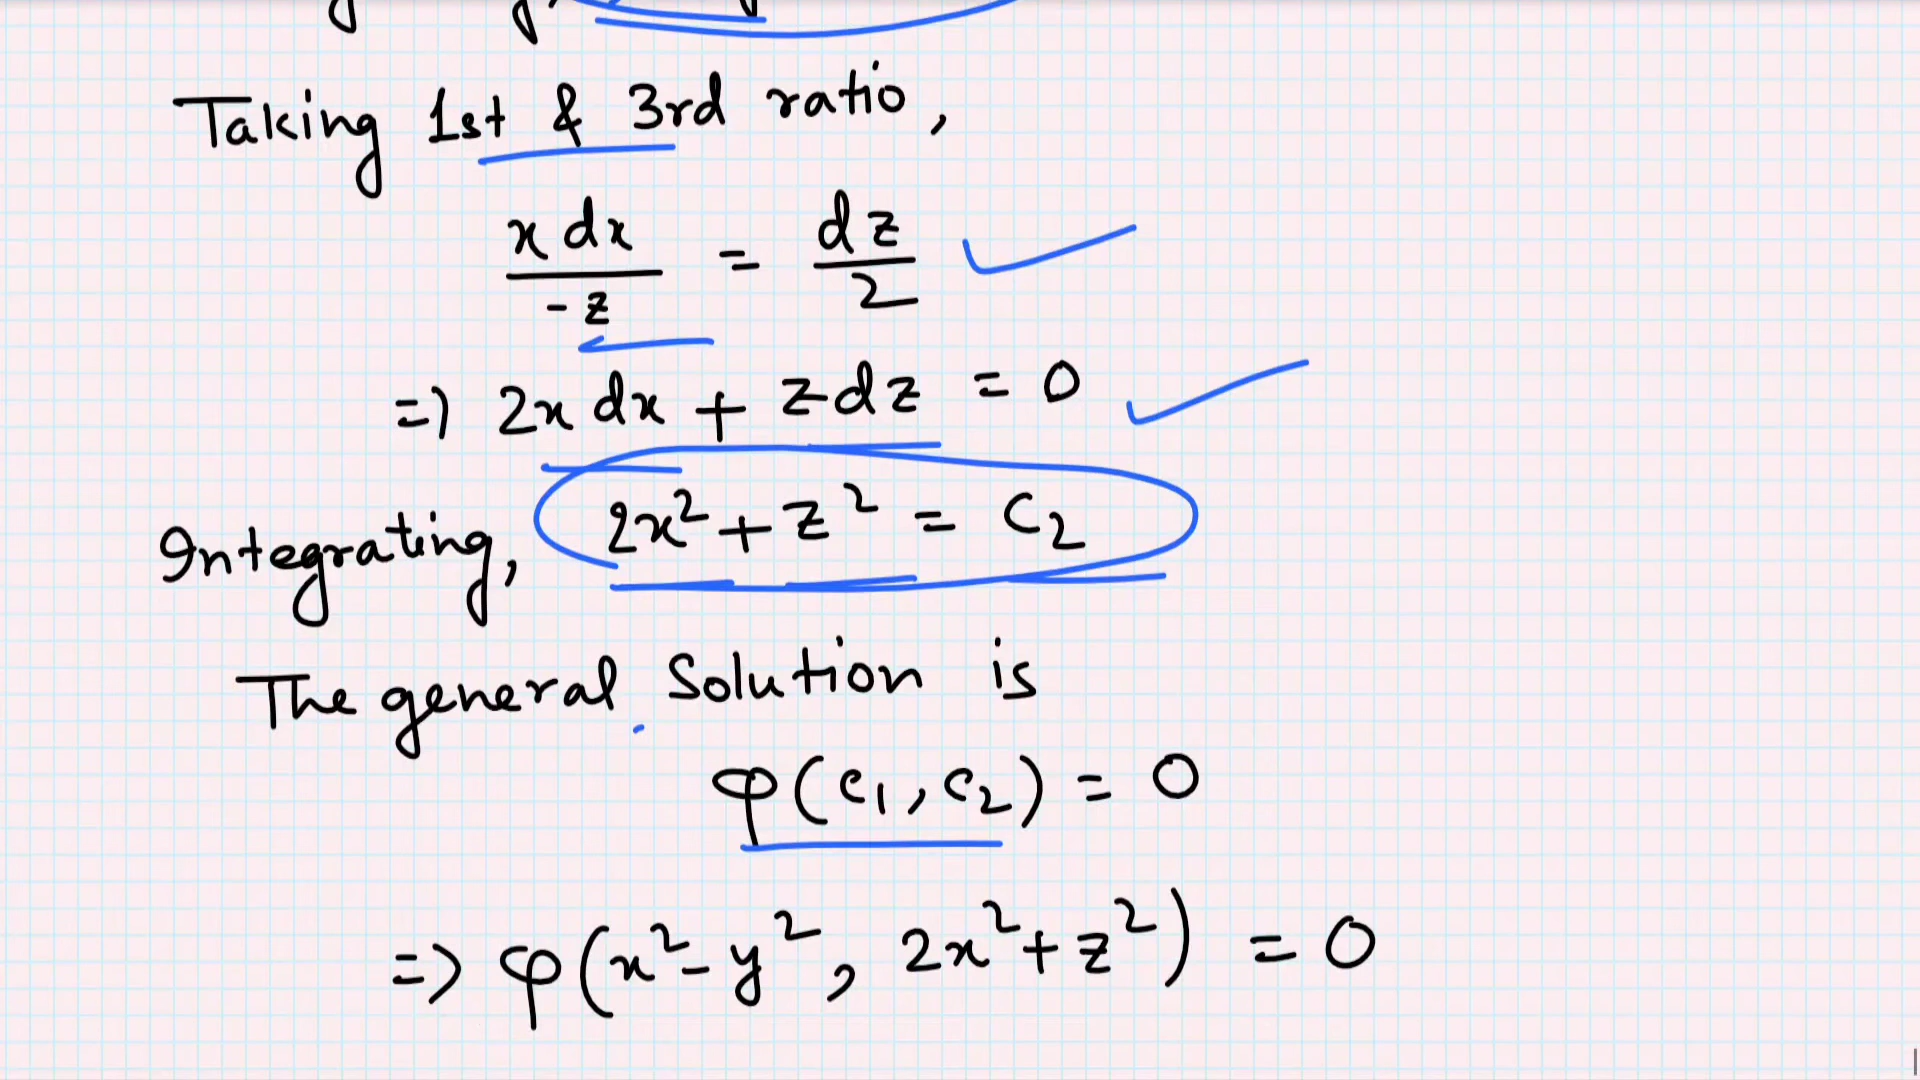 Taking 1st & 3rd ratio,
x dx / -z = dz / 2
=> 2x dx + z dz = 0
Integrating, 2x² + z² = C₂
The general solution is
φ(c₁, c₂) = 0
=> φ(x² - y², 2x² + z²) = 0